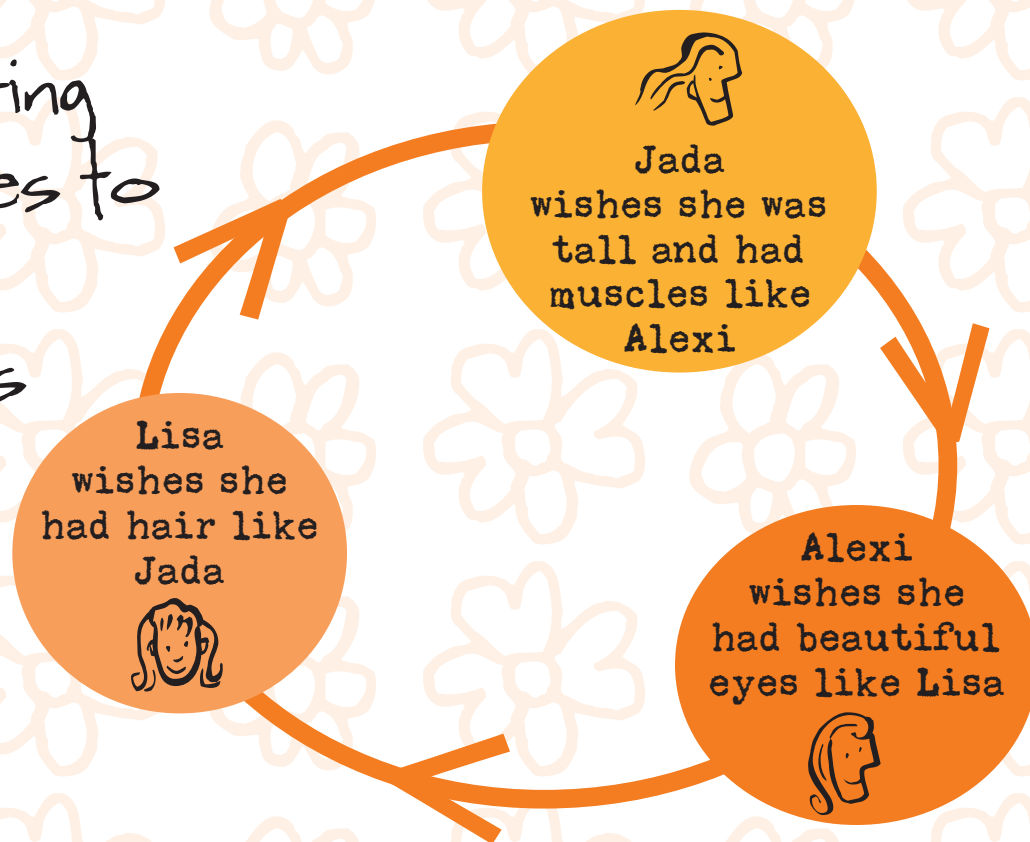 to
Jada
wishes she was
tall and had
muscles like
Alexi
Lisa
wishes she
had hair like
Jada
Alexi
wishes she
had beautiful
eyes like Lisa